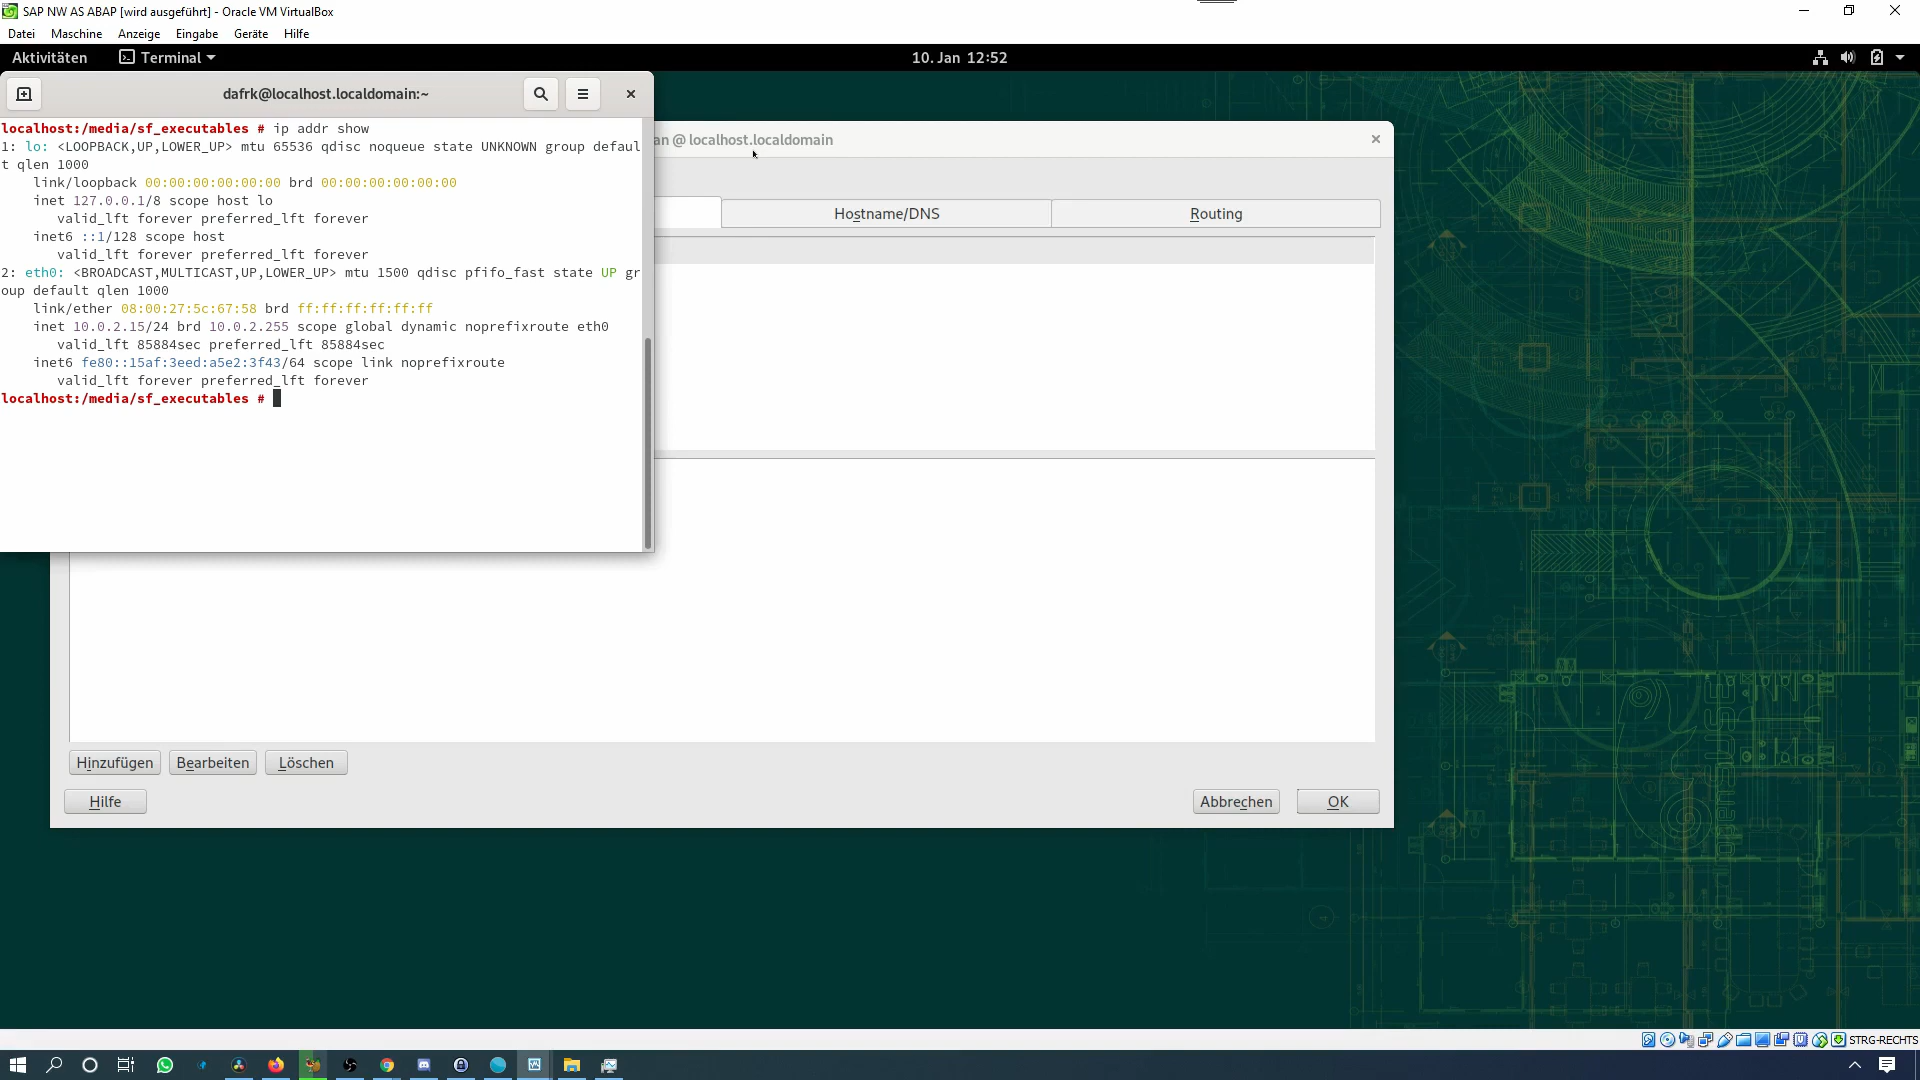 SAP NW AS ABAP [wird ausgeführt] - Oracle VM VirtualBox
Datei Maschine Anzeige Eingabe Geräte Hilfe
Aktivitäten Terminal 10. Jan 12:52
dafrk@localhost.localdomain:~
localhost:/media/sf_executables # ip addr show
1: lo: <LOOPBACK,UP,LOWER_UP> mtu 65536 qdisc noqueue state UNKNOWN group defaul
t qlen 1000
link/loopback 00:00:00:00:00:00 brd 00:00:00:00:00:00
inet 127.0.0.1/8 scope host lo
valid_lft forever preferred_lft forever
inet6 ::1/128 scope host
valid_lft forever preferred_lft forever
2: eth0: <BROADCAST,MULTICAST,UP,LOWER_UP> mtu 1500 qdisc pfifo_fast state UP gr
oup default qlen 1000
link/ether 08:00:27:5c:67:58 brd ff:ff:ff:ff:ff:ff
inet 10.0.2.15/24 brd 10.0.2.255 scope global dynamic noprefixroute eth0
valid_lft 85884sec preferred_lft 85884sec
inet6 fe80::15af:3eed:a5e2:3f43/64 scope link noprefixroute
valid_lft forever preferred_lft forever
localhost:/media/sf_executables #
an @ localhost.localdomain
Hostname/DNS Routing
Hinzufügen Bearbeiten Löschen
Hilfe Abbrechen OK
STRG-RECHTS